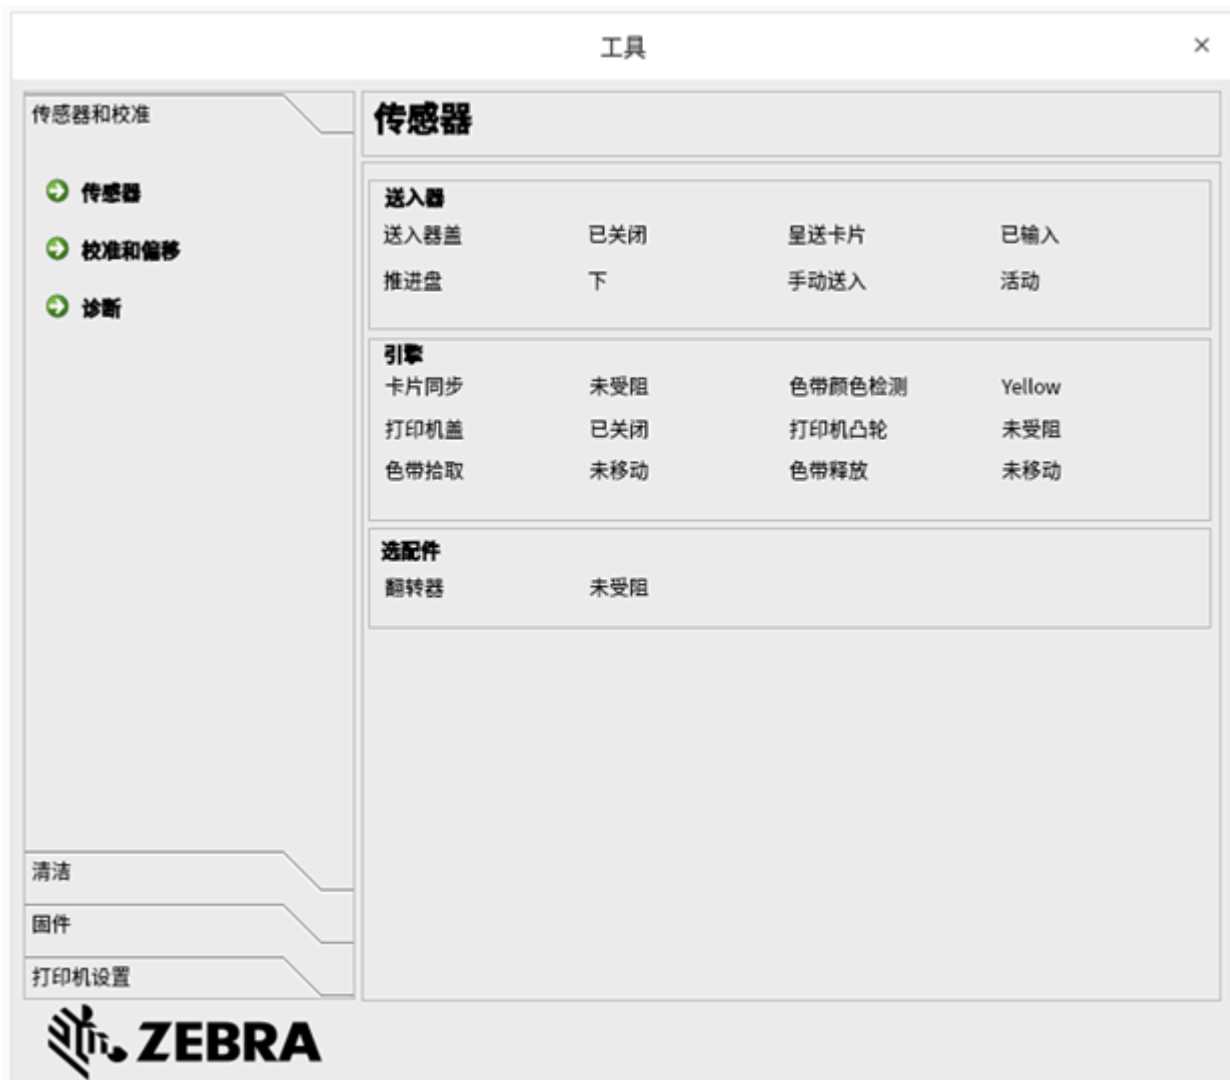 工具
传感器和校准
传感器
校准和偏移
诊断
清洁
固件
打印机设置
传感器
送入器
送入器盖 已关闭 呈送卡片 已输入
推进盘 下 手动送入 活动
引擎
卡片同步 未受阻 色带颜色检测 Yellow
打印机盖 已关闭 打印机凸轮 未受阻
色带拾取 未移动 色带释放 未移动
选配件
翻转器 未受阻
ZEBRA